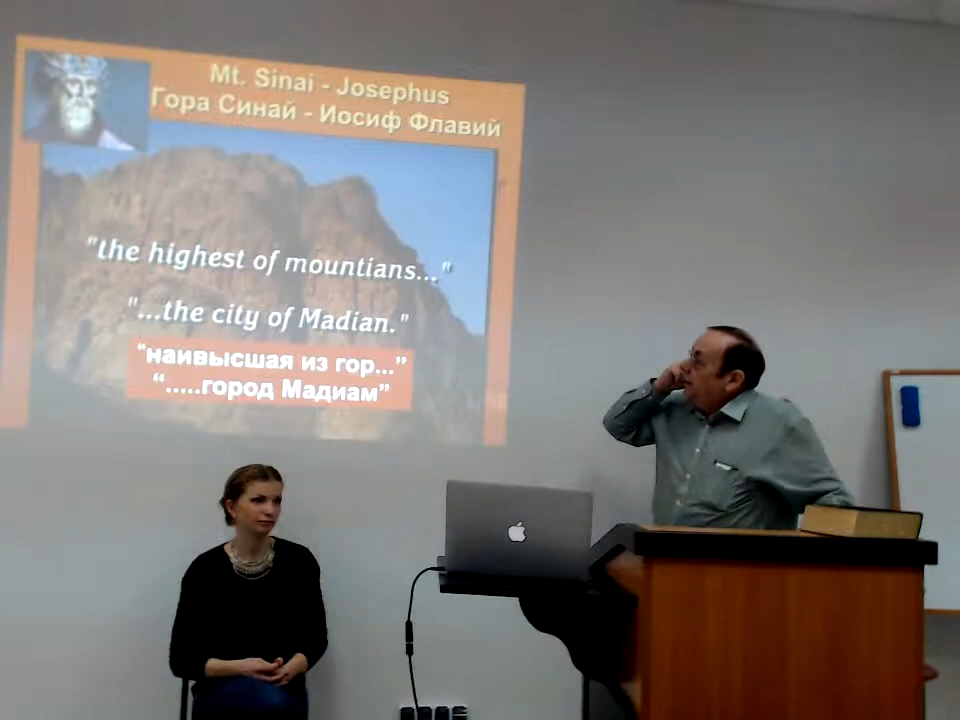 Mt. Sinai - Josephus
Гора Синай - Иосиф Флавий
"the highest of mountians..."
"...the city of Madian."
"наивысшая из гор...”
“.....город Мадиам”